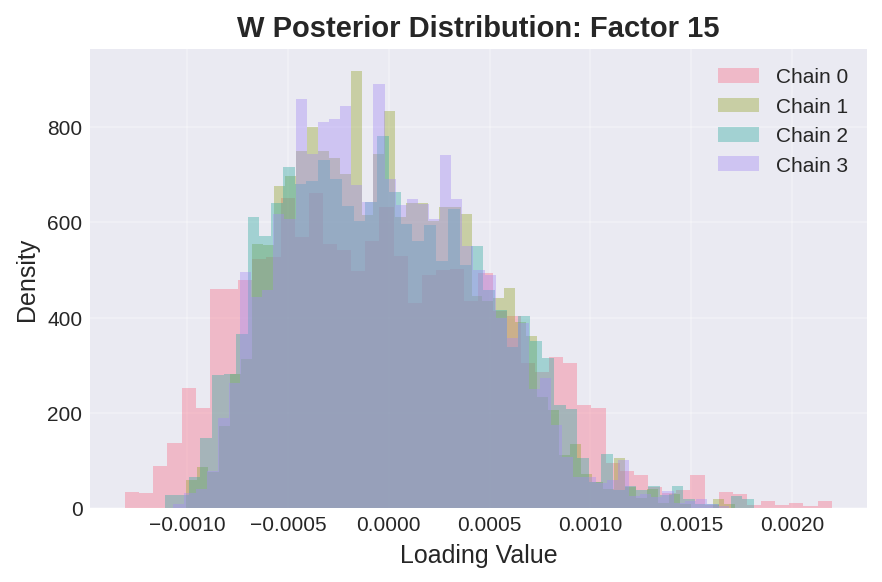 W Posterior Distribution: Factor 15
Chain 0
Chain 1
Chain 2
Chain 3
Density
800
600
400
200
0
−0.0010 −0.0005 0.0000 0.0005 0.0010 0.0015 0.0020
Loading Value